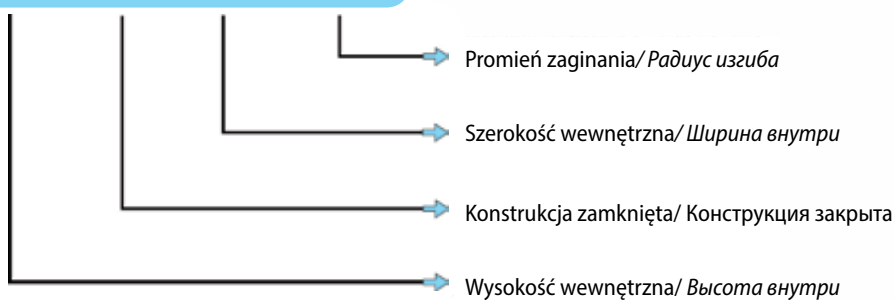 Promień zaginania/ Радиус изгиба
Szerokość wewnętrzna/ Ширина внутри
Konstrukcja zamknięta/ Конструкция закрыта
Wysokość wewnętrzna/ Высота внутри